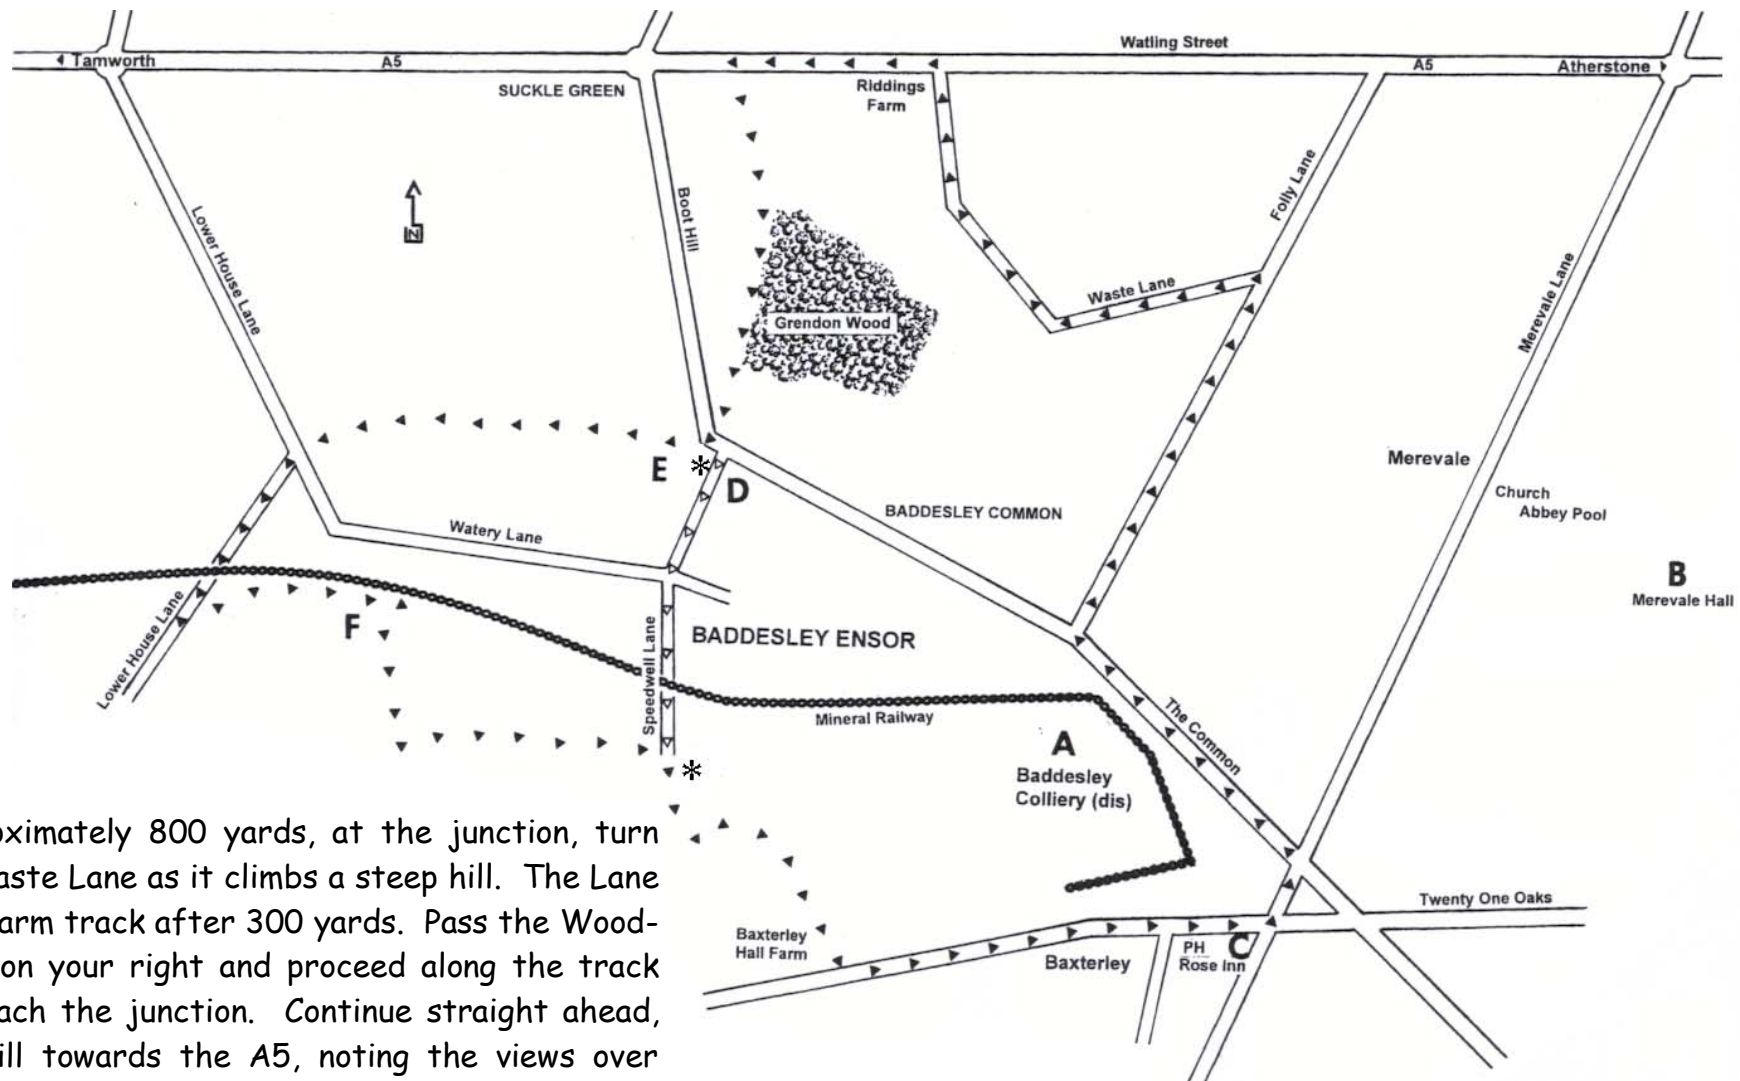 Watling Street
Tamworth
A5
A5
Atherstone
SUCKLE GREEN
Riddings
Farm
Boot Hill
Folly Lane
N
Lower House Lane
Merevale Lane
Waste Lane
Grendon Wood
Merevale
E
*
D
Church
Abbey Pool
BADDESLEY COMMON
Watery Lane
B
Merevale Hall
F
Lower House Lane
Speedwell Lane
BADDESLEY ENSOR
Mineral Railway
The Common
A
Baddesley
Colliery (dis)
*
Twenty One Oaks
Baxterley
Hall Farm
PH
C
Rose Inn
Baxterley
oximately 800 yards, at the junction, turn
aste Lane as it climbs a steep hill. The Lane
arm track after 300 yards. Pass the Wood-
on your right and proceed along the track
ach the junction. Continue straight ahead,
ill towards the A5, noting the views over